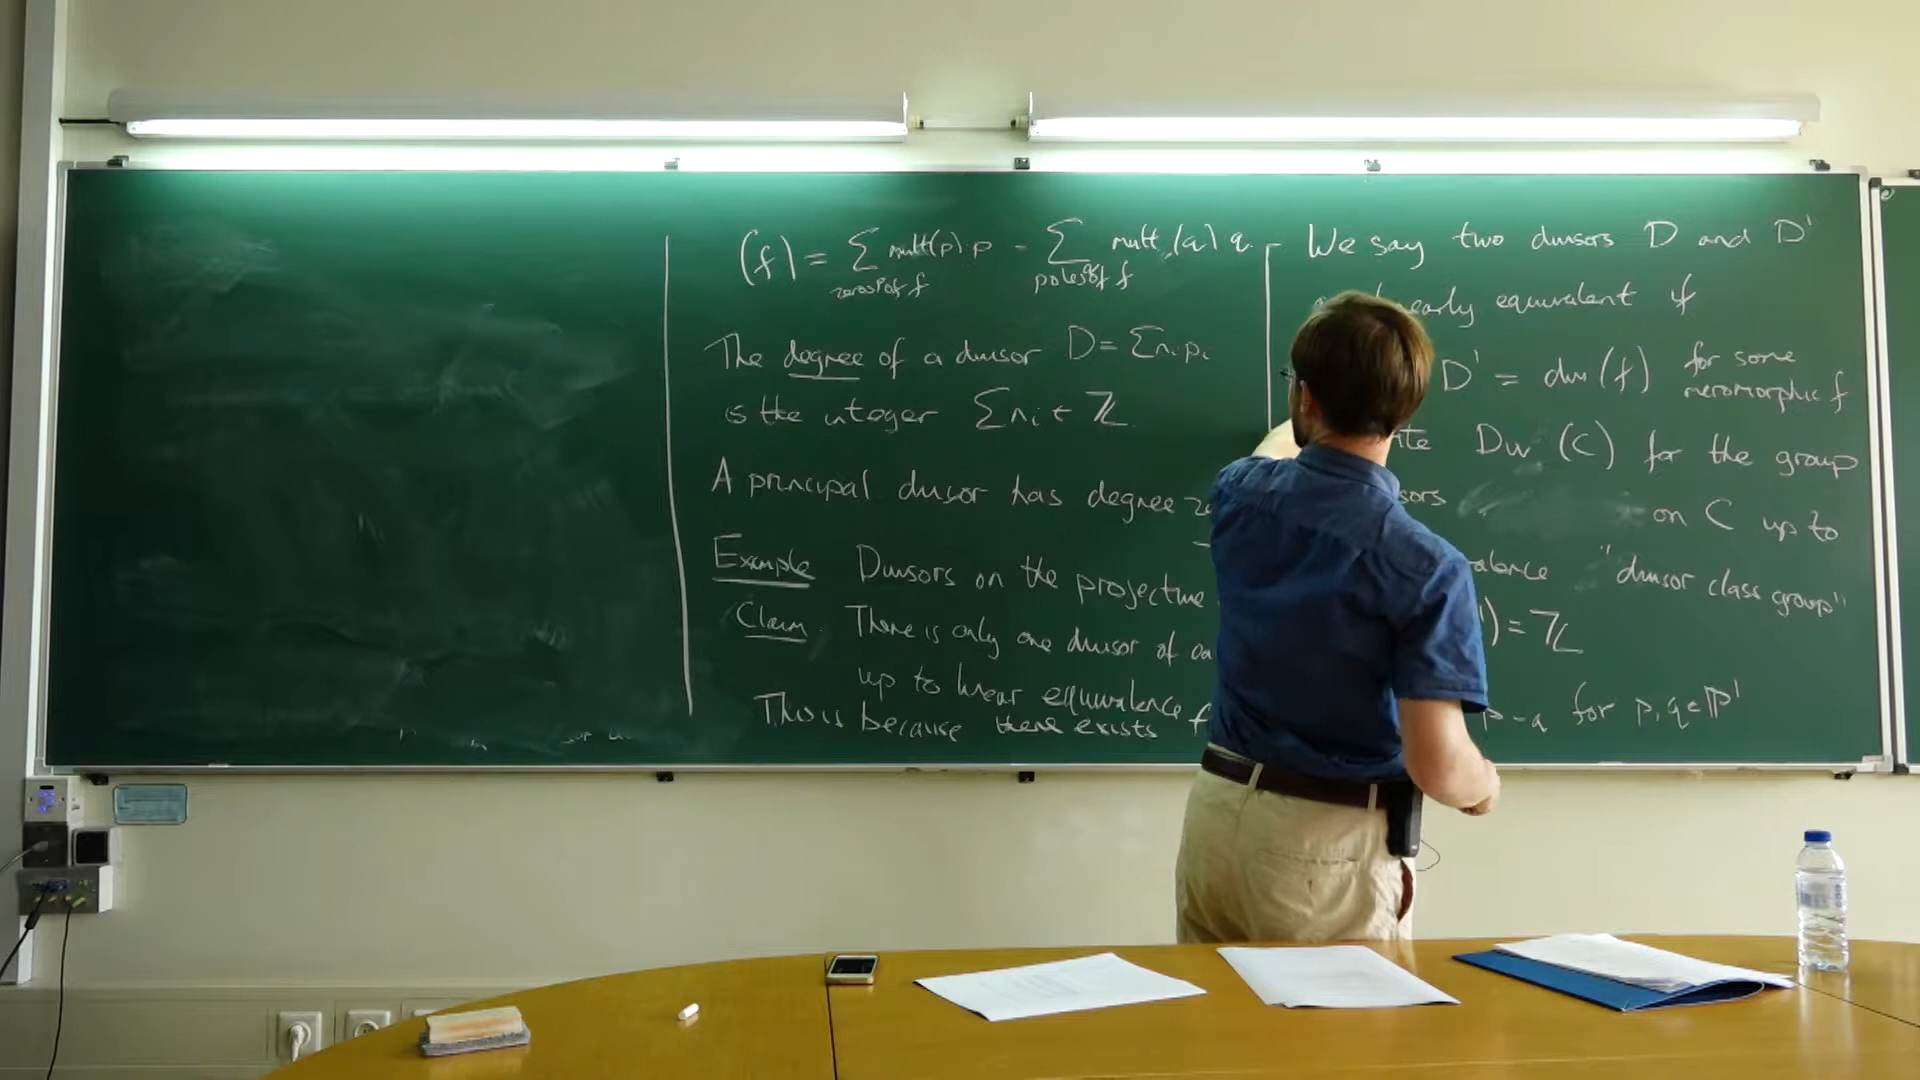 (f) = Σ mult(p) p - Σ mult (q) q
zeros p of f poles q of f
The degree of a divisor D = Σ nᵢ pᵢ
is the integer Σ nᵢ ∈ ℤ
A principal divisor has degree
Example Divisors on the projective
Claim. There is only one divisor of
up to linear equivalence
This is because there exists f
We say two divisors D and D'
equivalent if
D' = div (f) for some
meromorphic f
Div (C) for the group
on C up to
"divisor class group"
) = ℤ
p - q for p, q ∈ ℙ¹